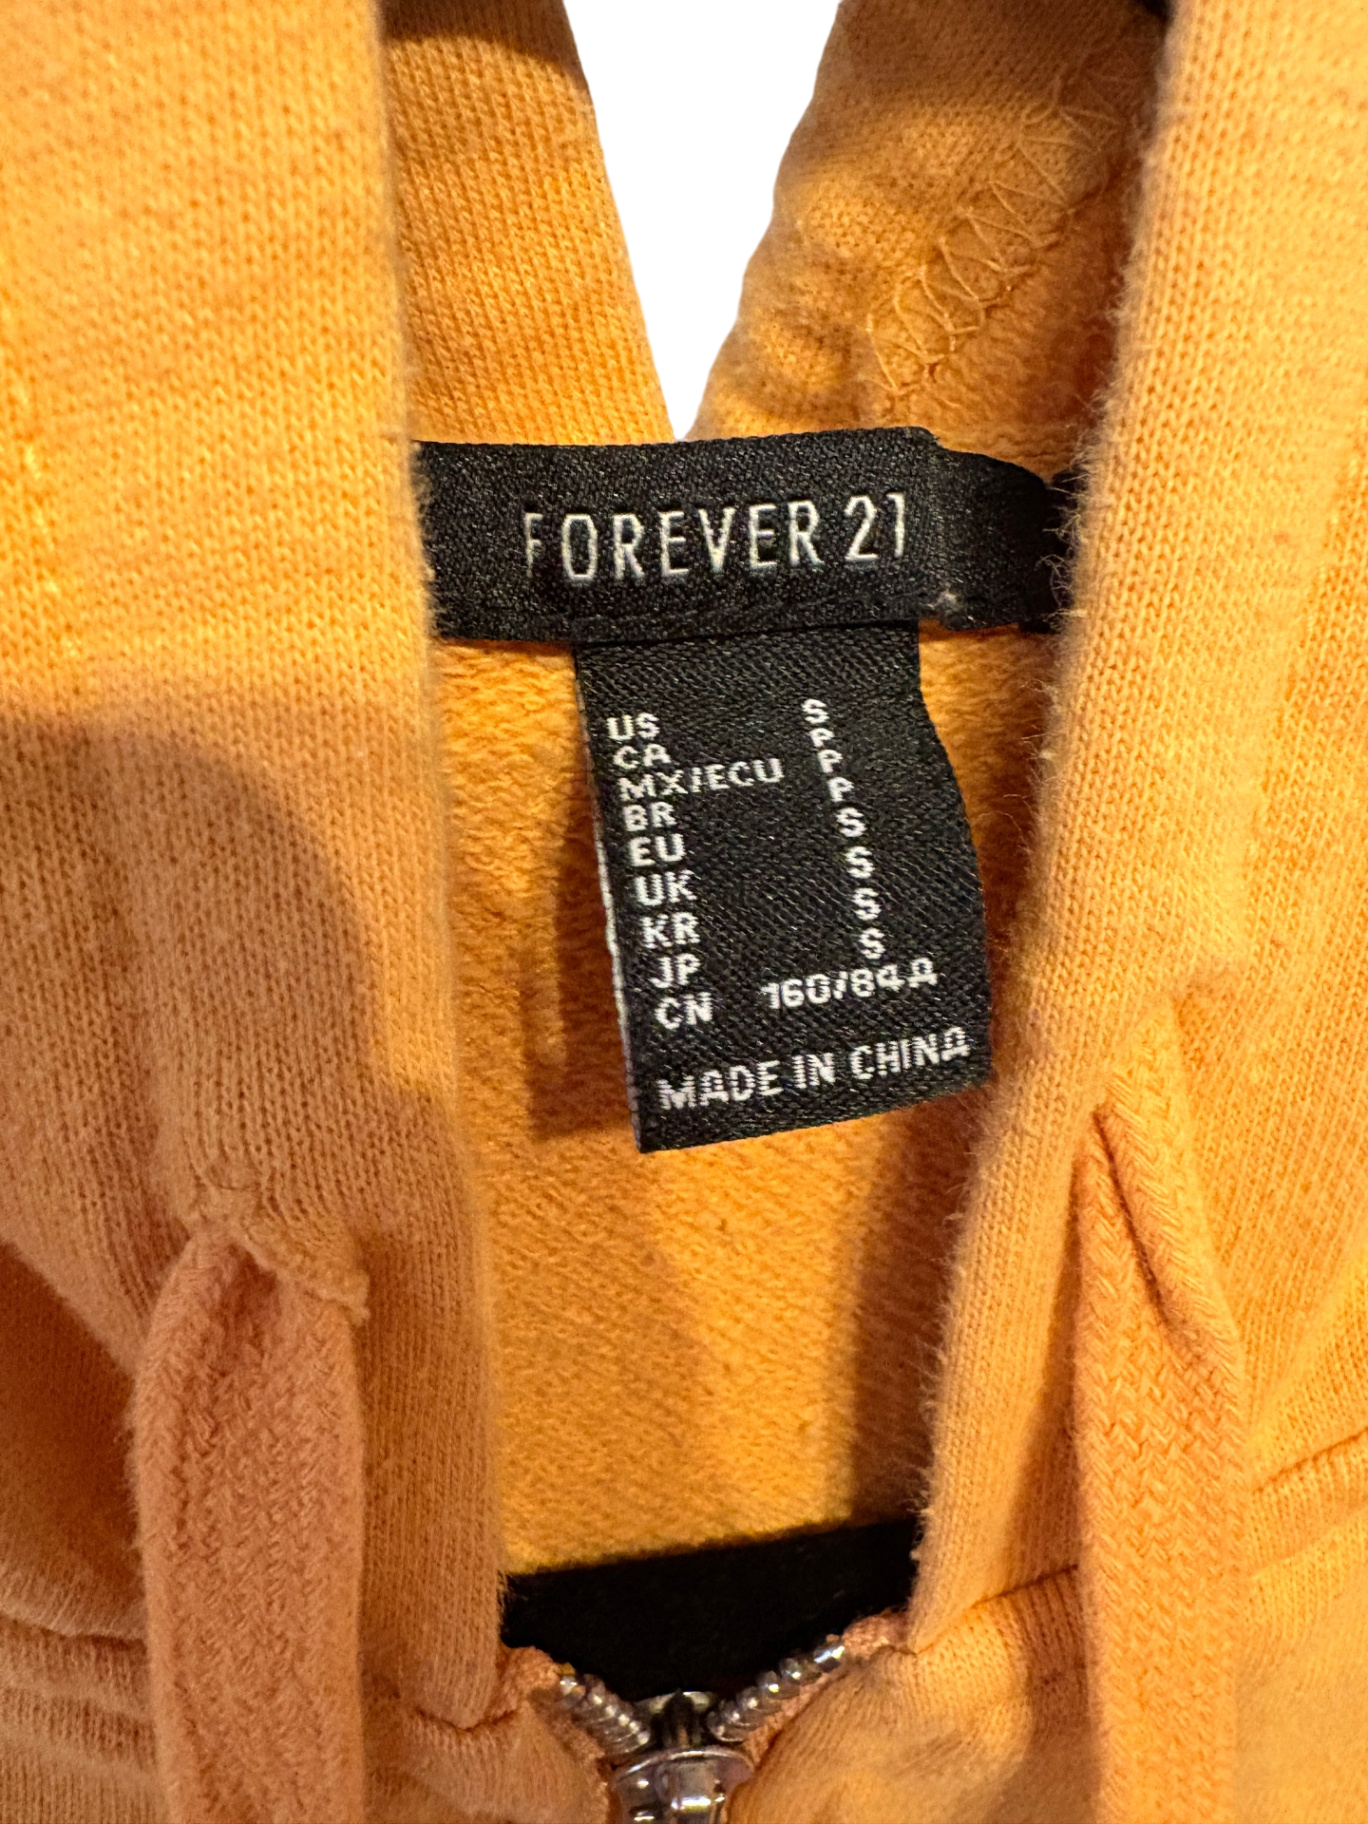 FOREVER 21
US S
CA P
MX/ECU P
BR P
EU S
UK S
KR S
JP S
CN 160/84A
MADE IN CHINA